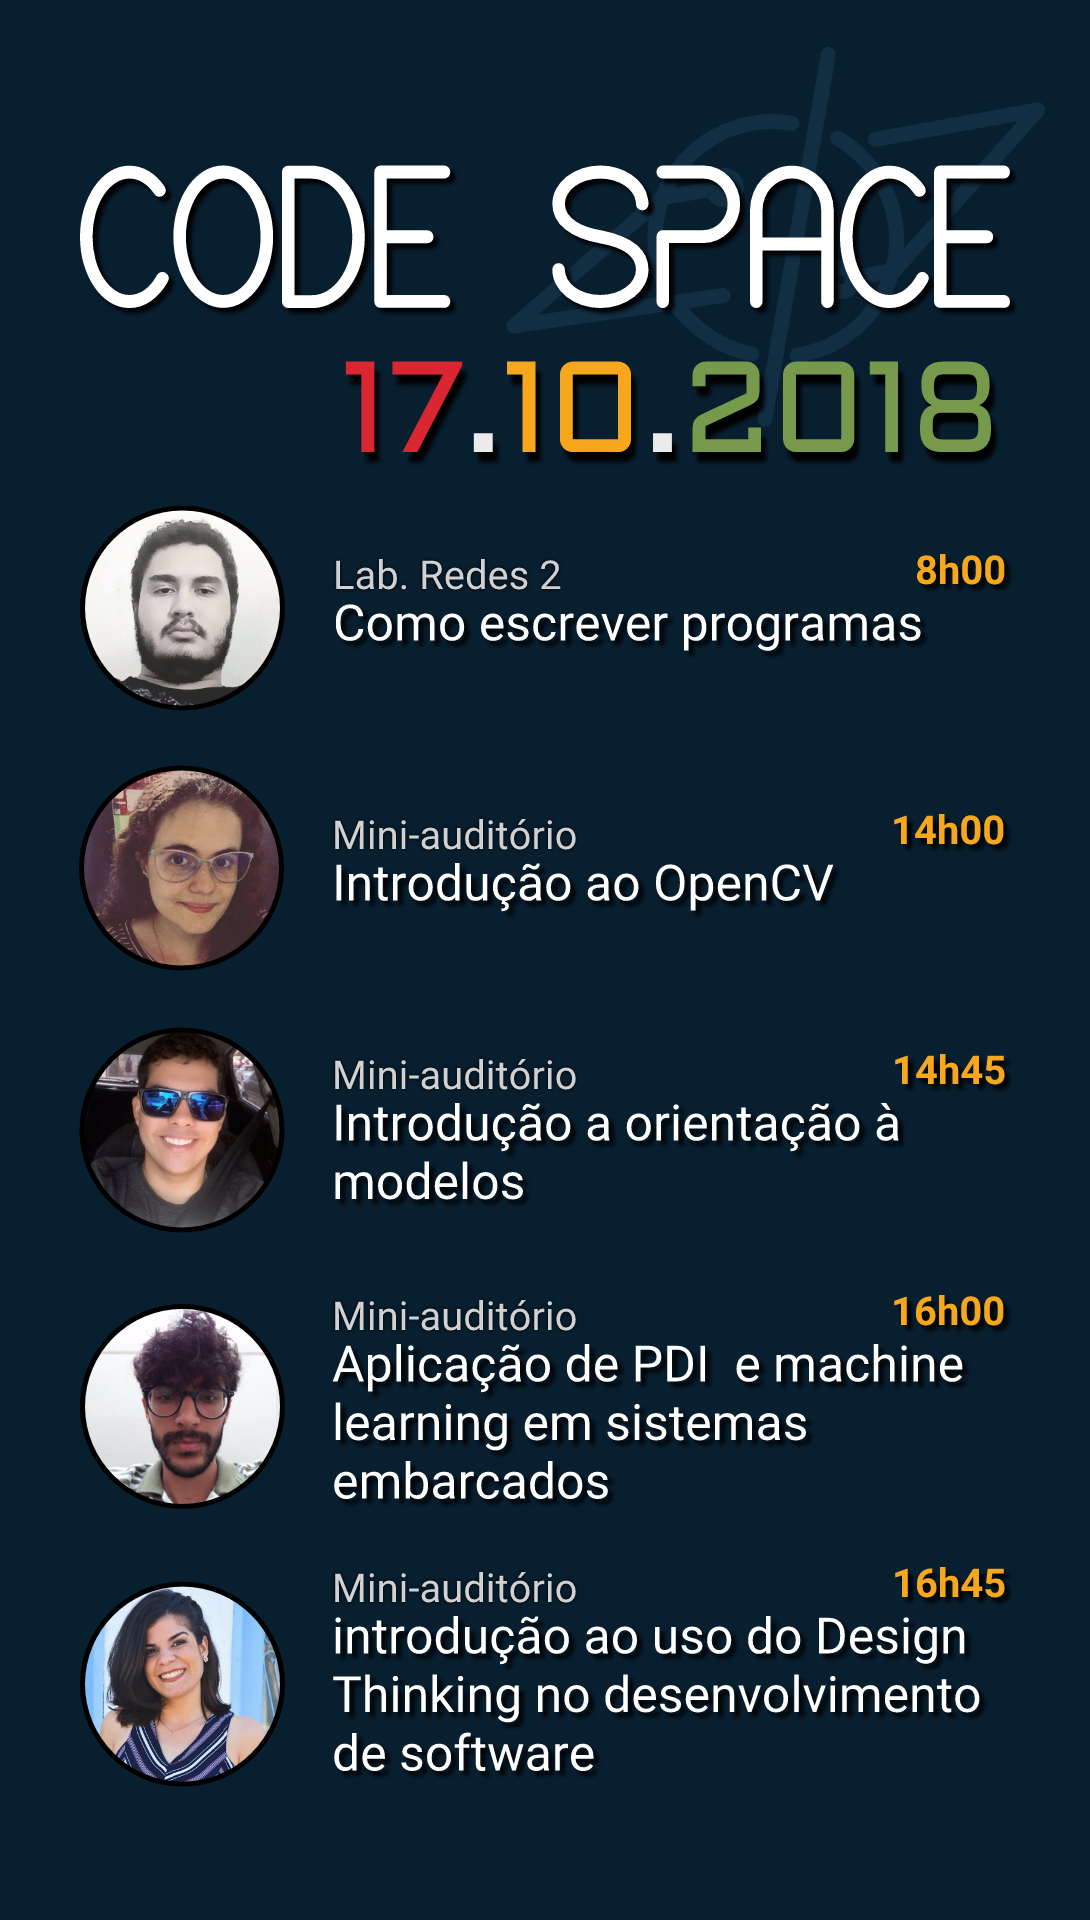 CODE SPACE
17.10.2018
Lab. Redes 2 8h00
Como escrever programas
Mini-auditório 14h00
Introdução ao OpenCV
Mini-auditório 14h45
Introdução a orientação à
modelos
Mini-auditório 16h00
Aplicação de PDI e machine
learning em sistemas
embarcados
Mini-auditório 16h45
introdução ao uso do Design
Thinking no desenvolvimento
de software